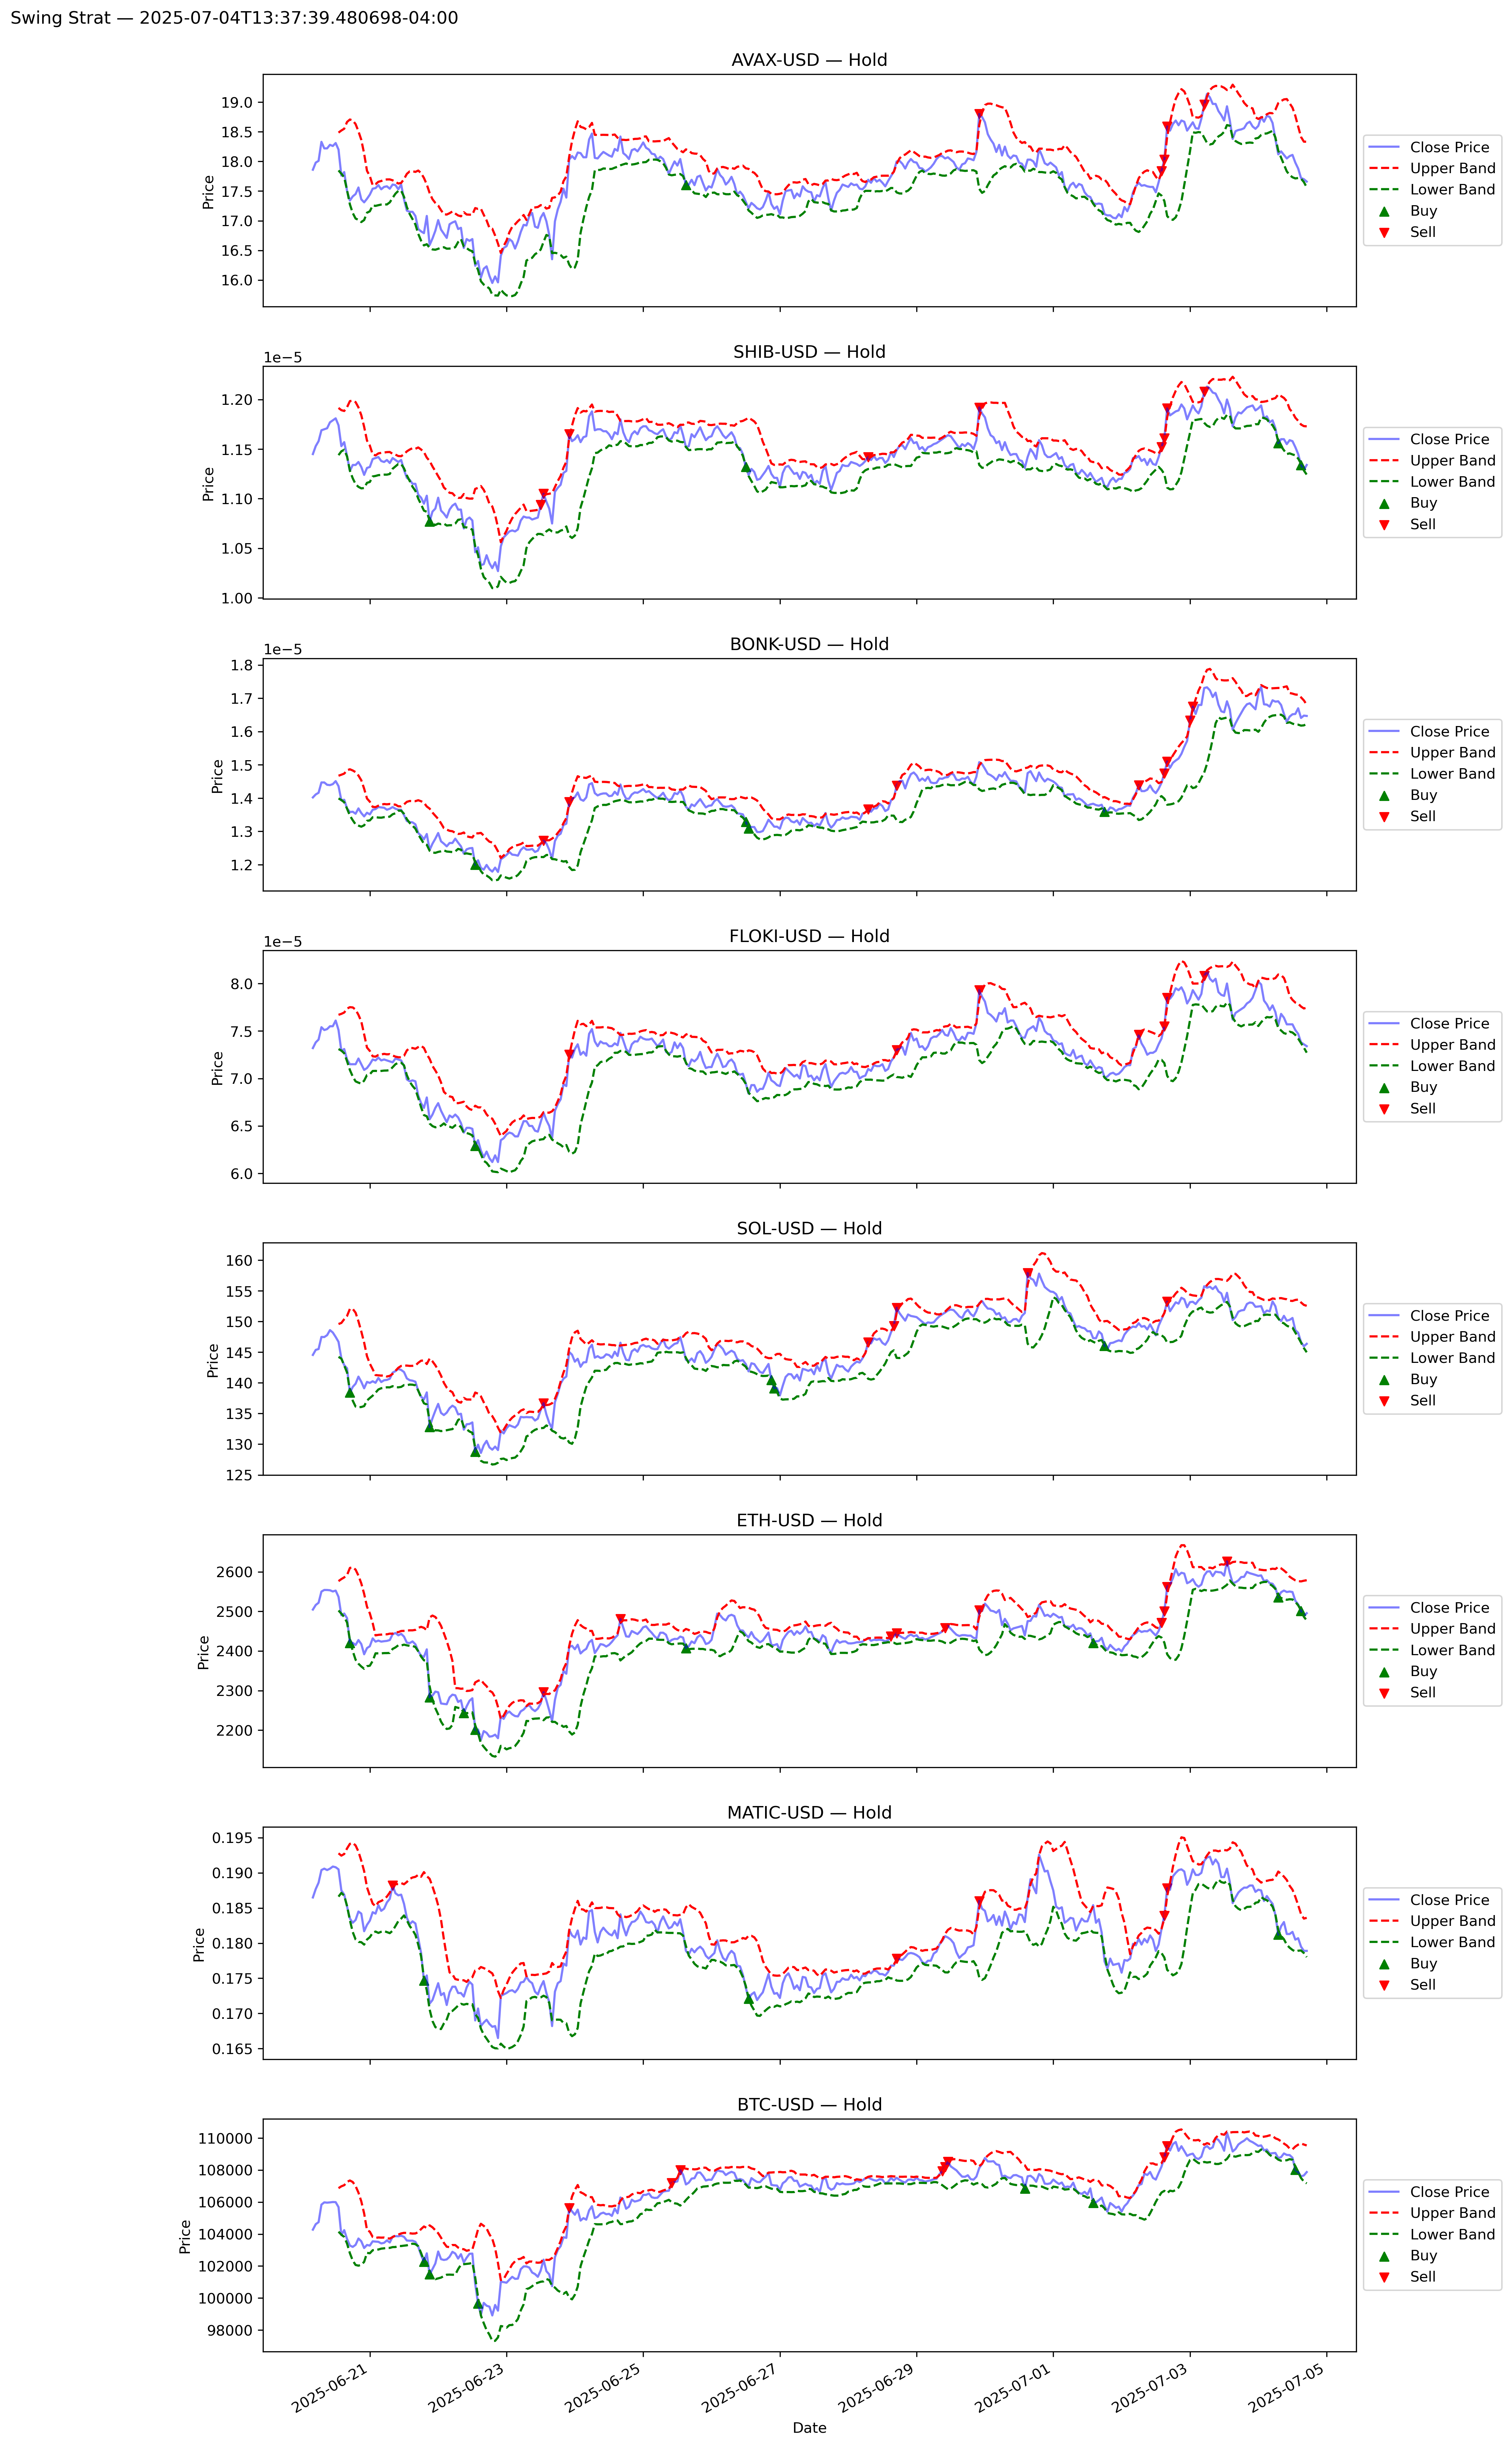 Swing Strat — 2025-07-04T13:37:39.480698-04:00
AVAX-USD — Hold
19.0
18.5
18.0
17.5
17.0
16.5
16.0
Price
Close Price
Upper Band
Lower Band
Buy
Sell
SHIB-USD — Hold
1e−5
1.20
1.15
1.10
1.05
1.00
Price
Close Price
Upper Band
Lower Band
Buy
Sell
BONK-USD — Hold
1e−5
1.8
1.7
1.6
1.5
1.4
1.3
1.2
Price
Close Price
Upper Band
Lower Band
Buy
Sell
FLOKI-USD — Hold
1e−5
8.0
7.5
7.0
6.5
6.0
Price
Close Price
Upper Band
Lower Band
Buy
Sell
SOL-USD — Hold
160
155
150
145
140
135
130
125
Price
Close Price
Upper Band
Lower Band
Buy
Sell
ETH-USD — Hold
2600
2500
2400
2300
2200
Price
Close Price
Upper Band
Lower Band
Buy
Sell
MATIC-USD — Hold
0.195
0.190
0.185
0.180
0.175
0.170
0.165
Price
Close Price
Upper Band
Lower Band
Buy
Sell
BTC-USD — Hold
110000
108000
106000
104000
102000
100000
98000
Price
Close Price
Upper Band
Lower Band
Buy
Sell
2025-06-21
2025-06-23
2025-06-25
2025-06-27
2025-06-29
2025-07-01
2025-07-03
2025-07-05
Date